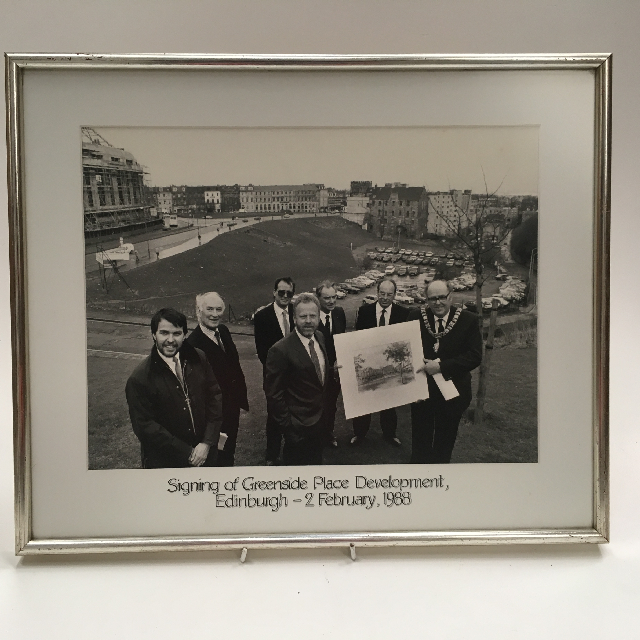 Signing of Greenside Place Development,
Edinburgh - 2 February, 1988